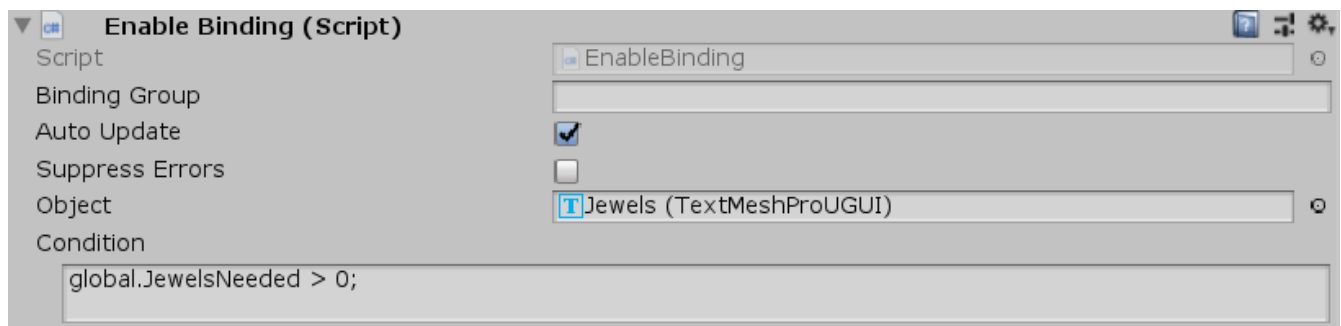 Enable Binding (Script)
Script EnableBinding
Binding Group
Auto Update
Suppress Errors
Object Jewels (TextMeshProUGUI)
Condition
global.JewelsNeeded > 0;